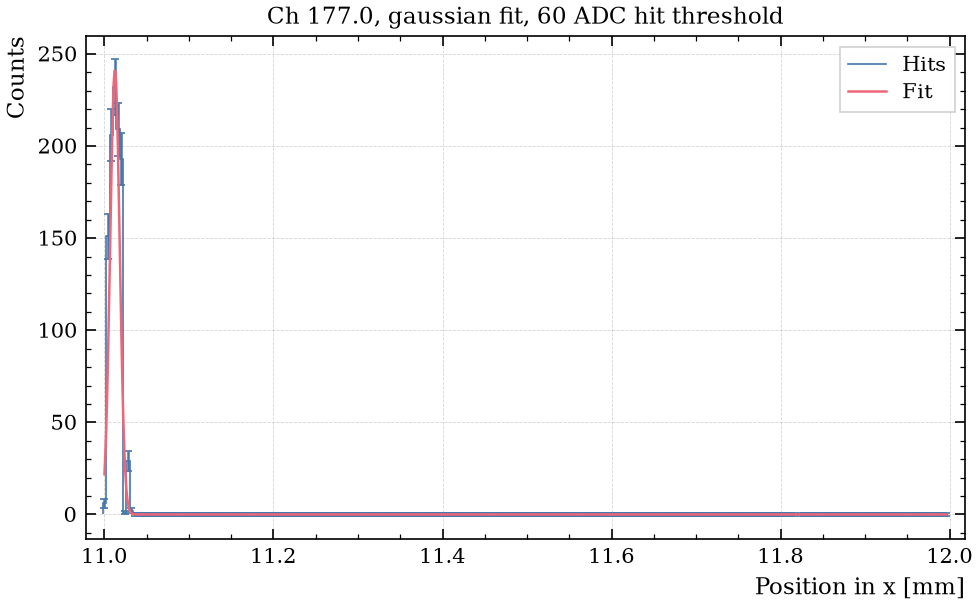 Ch 177.0, gaussian fit, 60 ADC hit threshold
Counts
250
200
150
100
50
0
Hits
Fit
11.0 11.2 11.4 11.6 11.8 12.0
Position in x [mm]